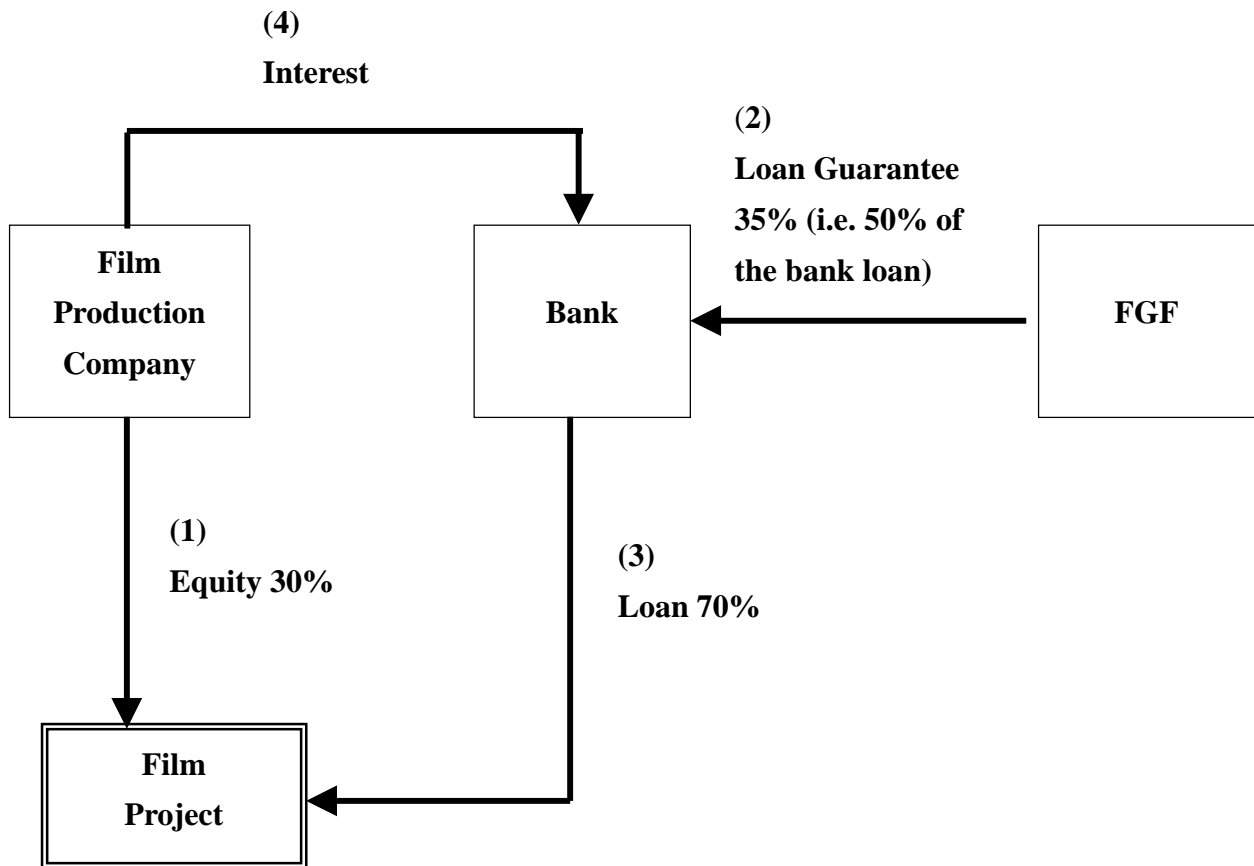 (4)
Interest
(2)
Loan Guarantee
35% (i.e. 50% of
the bank loan)
Film
Production
Company
Bank
FGF
(1)
Equity 30%
(3)
Loan 70%
Film
Project